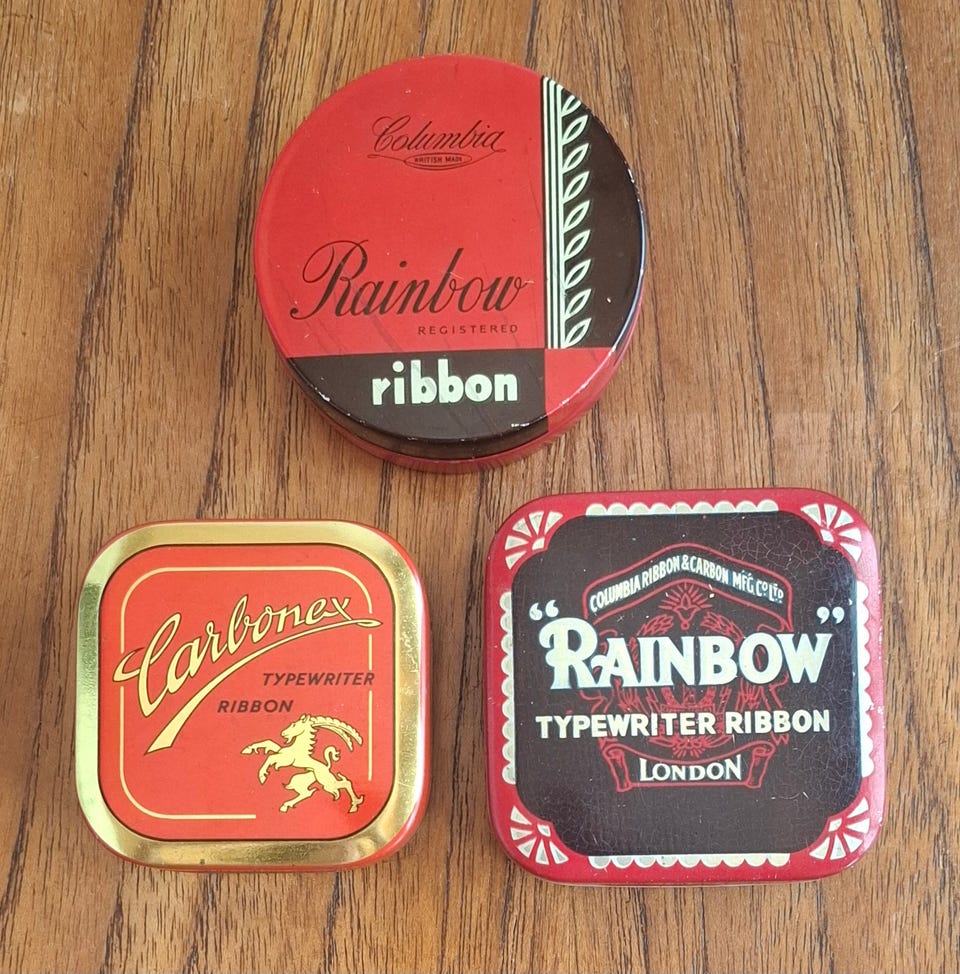 Columbia
BRITISH MADE
Rainbow
REGISTERED
ribbon
Carbonex
TYPEWRITER
RIBBON
COLUMBIA RIBBON & CARBON MFG. CO LTD
"RAINBOW"
TYPEWRITER RIBBON
LONDON